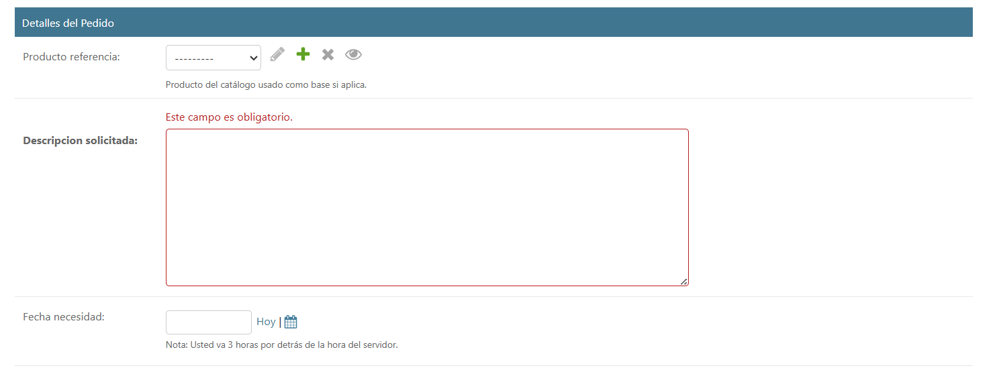 Detalles del Pedido
Producto referencia:
---------
Producto del catálogo usado como base si aplica.
Este campo es obligatorio.
Descripcion solicitada:
Fecha necesidad:
Hoy |
Nota: Usted va 3 horas por detrás de la hora del servidor.